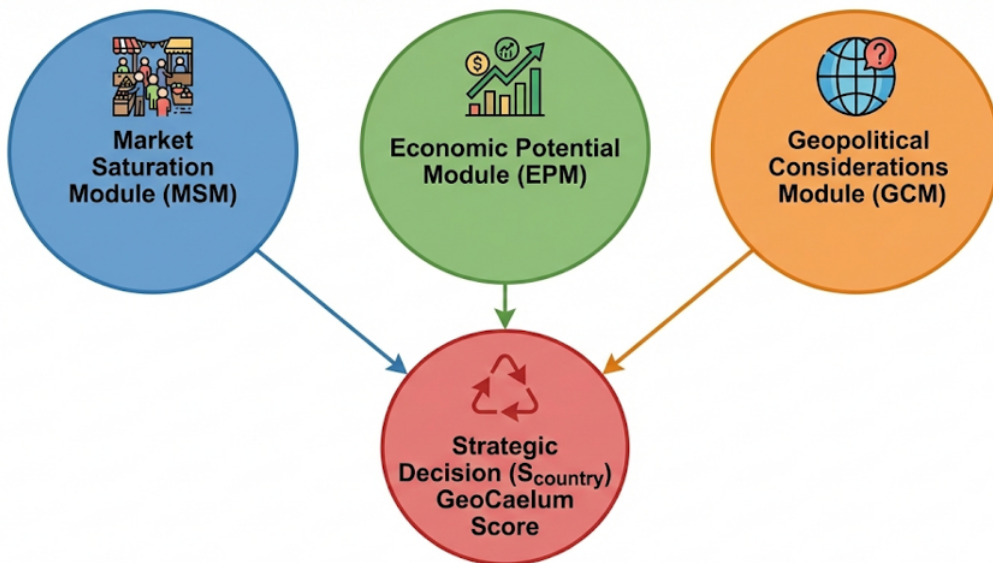 Market
Saturation
Module (MSM)
Economic Potential
Module (EPM)
Geopolitical
Considerations
Module (GCM)
Strategic
Decision (Scountry)
GeoCaelum
Score